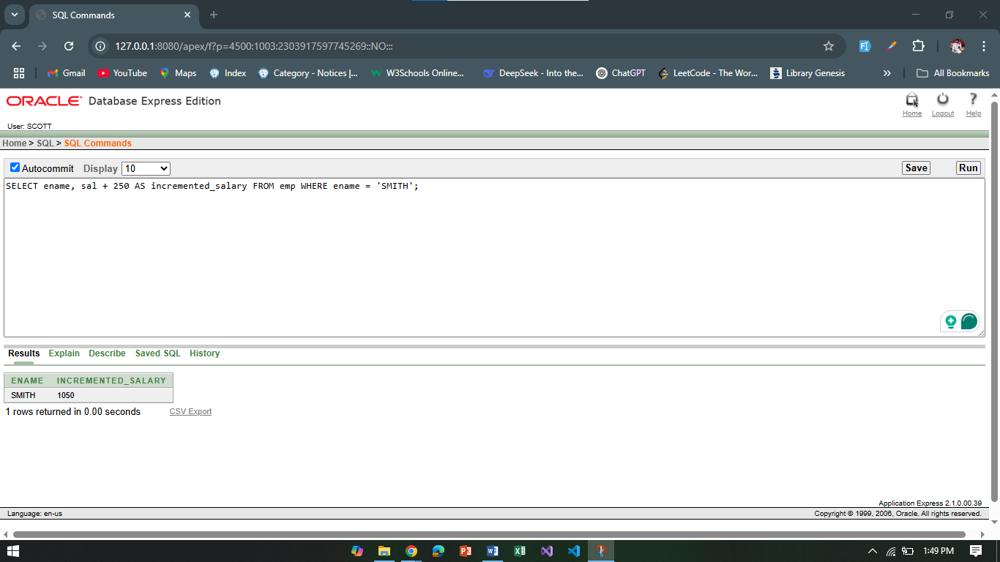 SQL Commands
127.0.0.1:8080/apex/f?p=4500:1003:2303917597745269::NO:::
Gmail YouTube Maps Index Category - Notices |... W3Schools Online... DeepSeek - Into the... ChatGPT LeetCode - The Wor... Library Genesis » All Bookmarks
ORACLE Database Express Edition
Home Logout Help
User: SCOTT
Home > SQL > SQL Commands
Autocommit Display 10 Save Run
SELECT ename, sal + 250 AS incremented_salary FROM emp WHERE ename = 'SMITH';
Results Explain Describe Saved SQL History
ENAME INCREMENTED_SALARY
SMITH 1050
1 rows returned in 0.00 seconds CSV Export
Application Express 2.1.0.00.39
Language: en-us Copyright © 1999, 2006, Oracle. All rights reserved.
1:49 PM